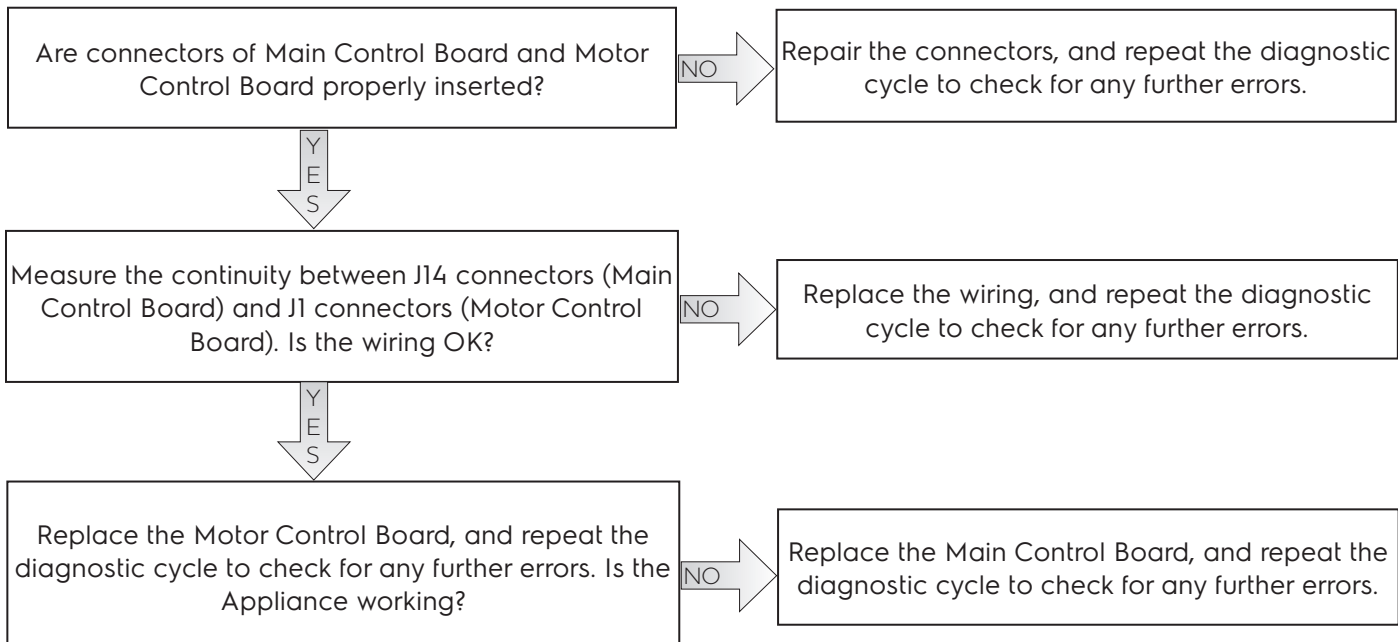 Are connectors of Main Control Board and Motor
Control Board properly inserted?
NO
Repair the connectors, and repeat the diagnostic
cycle to check for any further errors.
YES
Measure the continuity between J14 connectors (Main
Control Board) and J1 connectors (Motor Control
Board). Is the wiring OK?
NO
Replace the wiring, and repeat the diagnostic
cycle to check for any further errors.
YES
Replace the Motor Control Board, and repeat the
diagnostic cycle to check for any further errors. Is the
Appliance working?
NO
Replace the Main Control Board, and repeat the
diagnostic cycle to check for any further errors.